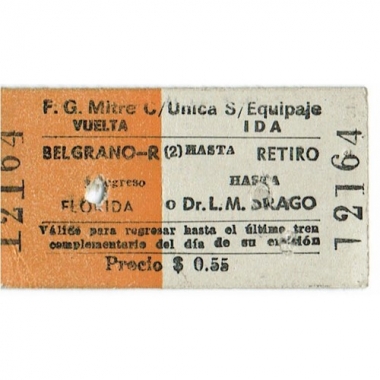 F. G. Mitre C/Unica S/Equipaje
VUELTA IDA
BELGRANO-R (2) HASTA RETIRO
Regreso HASTA
FLORIDA o Dr. L. M. DRAGO
Válido para regresar hasta el último tren
complementario del día de su emisión
Precio $ 0.55
12164
12164